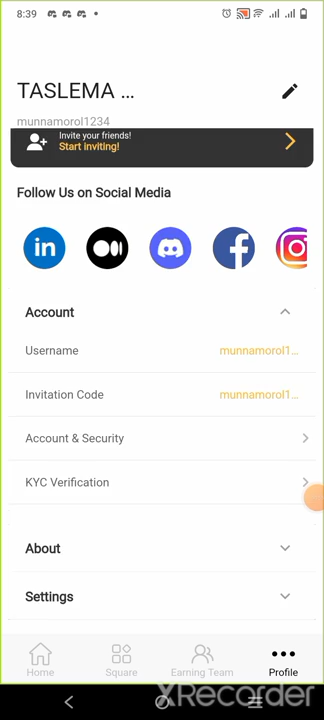 8:39
TASLEMA ...
munnamorol1234
Invite your friends!
Start inviting!
Follow Us on Social Media
in
Account
Username munnamorol1...
Invitation Code munnamorol1...
Account & Security
KYC Verification
About
Settings
Home Square Earning Team Profile
XRecorder